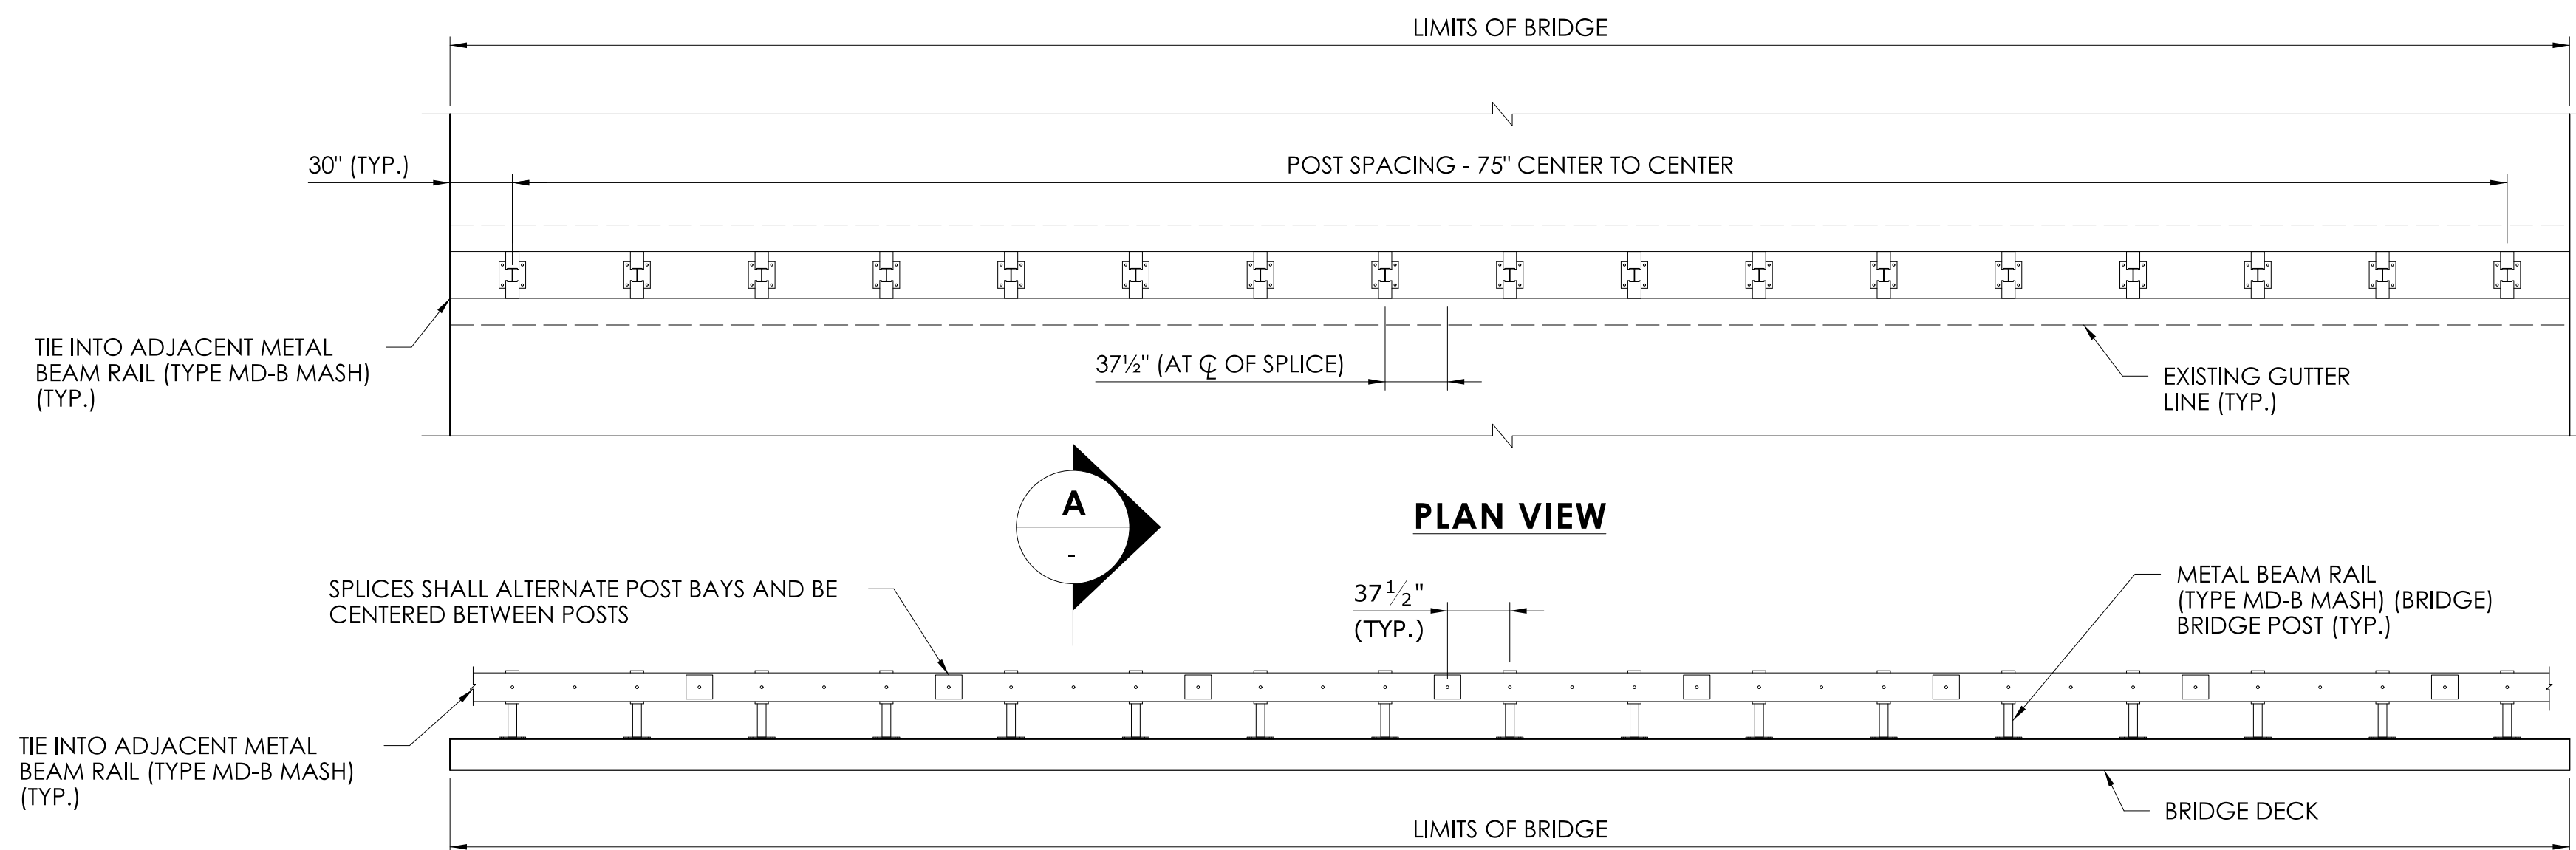 LIMITS OF BRIDGE
30" (TYP.)
POST SPACING - 75" CENTER TO CENTER
TIE INTO ADJACENT METAL
BEAM RAIL (TYPE MD-B MASH)
(TYP.)
37½" (AT ℄ OF SPLICE)
EXISTING GUTTER
LINE (TYP.)
A
-
PLAN VIEW
SPLICES SHALL ALTERNATE POST BAYS AND BE
CENTERED BETWEEN POSTS
37½"
(TYP.)
METAL BEAM RAIL
(TYPE MD-B MASH) (BRIDGE)
BRIDGE POST (TYP.)
TIE INTO ADJACENT METAL
BEAM RAIL (TYPE MD-B MASH)
(TYP.)
BRIDGE DECK
LIMITS OF BRIDGE